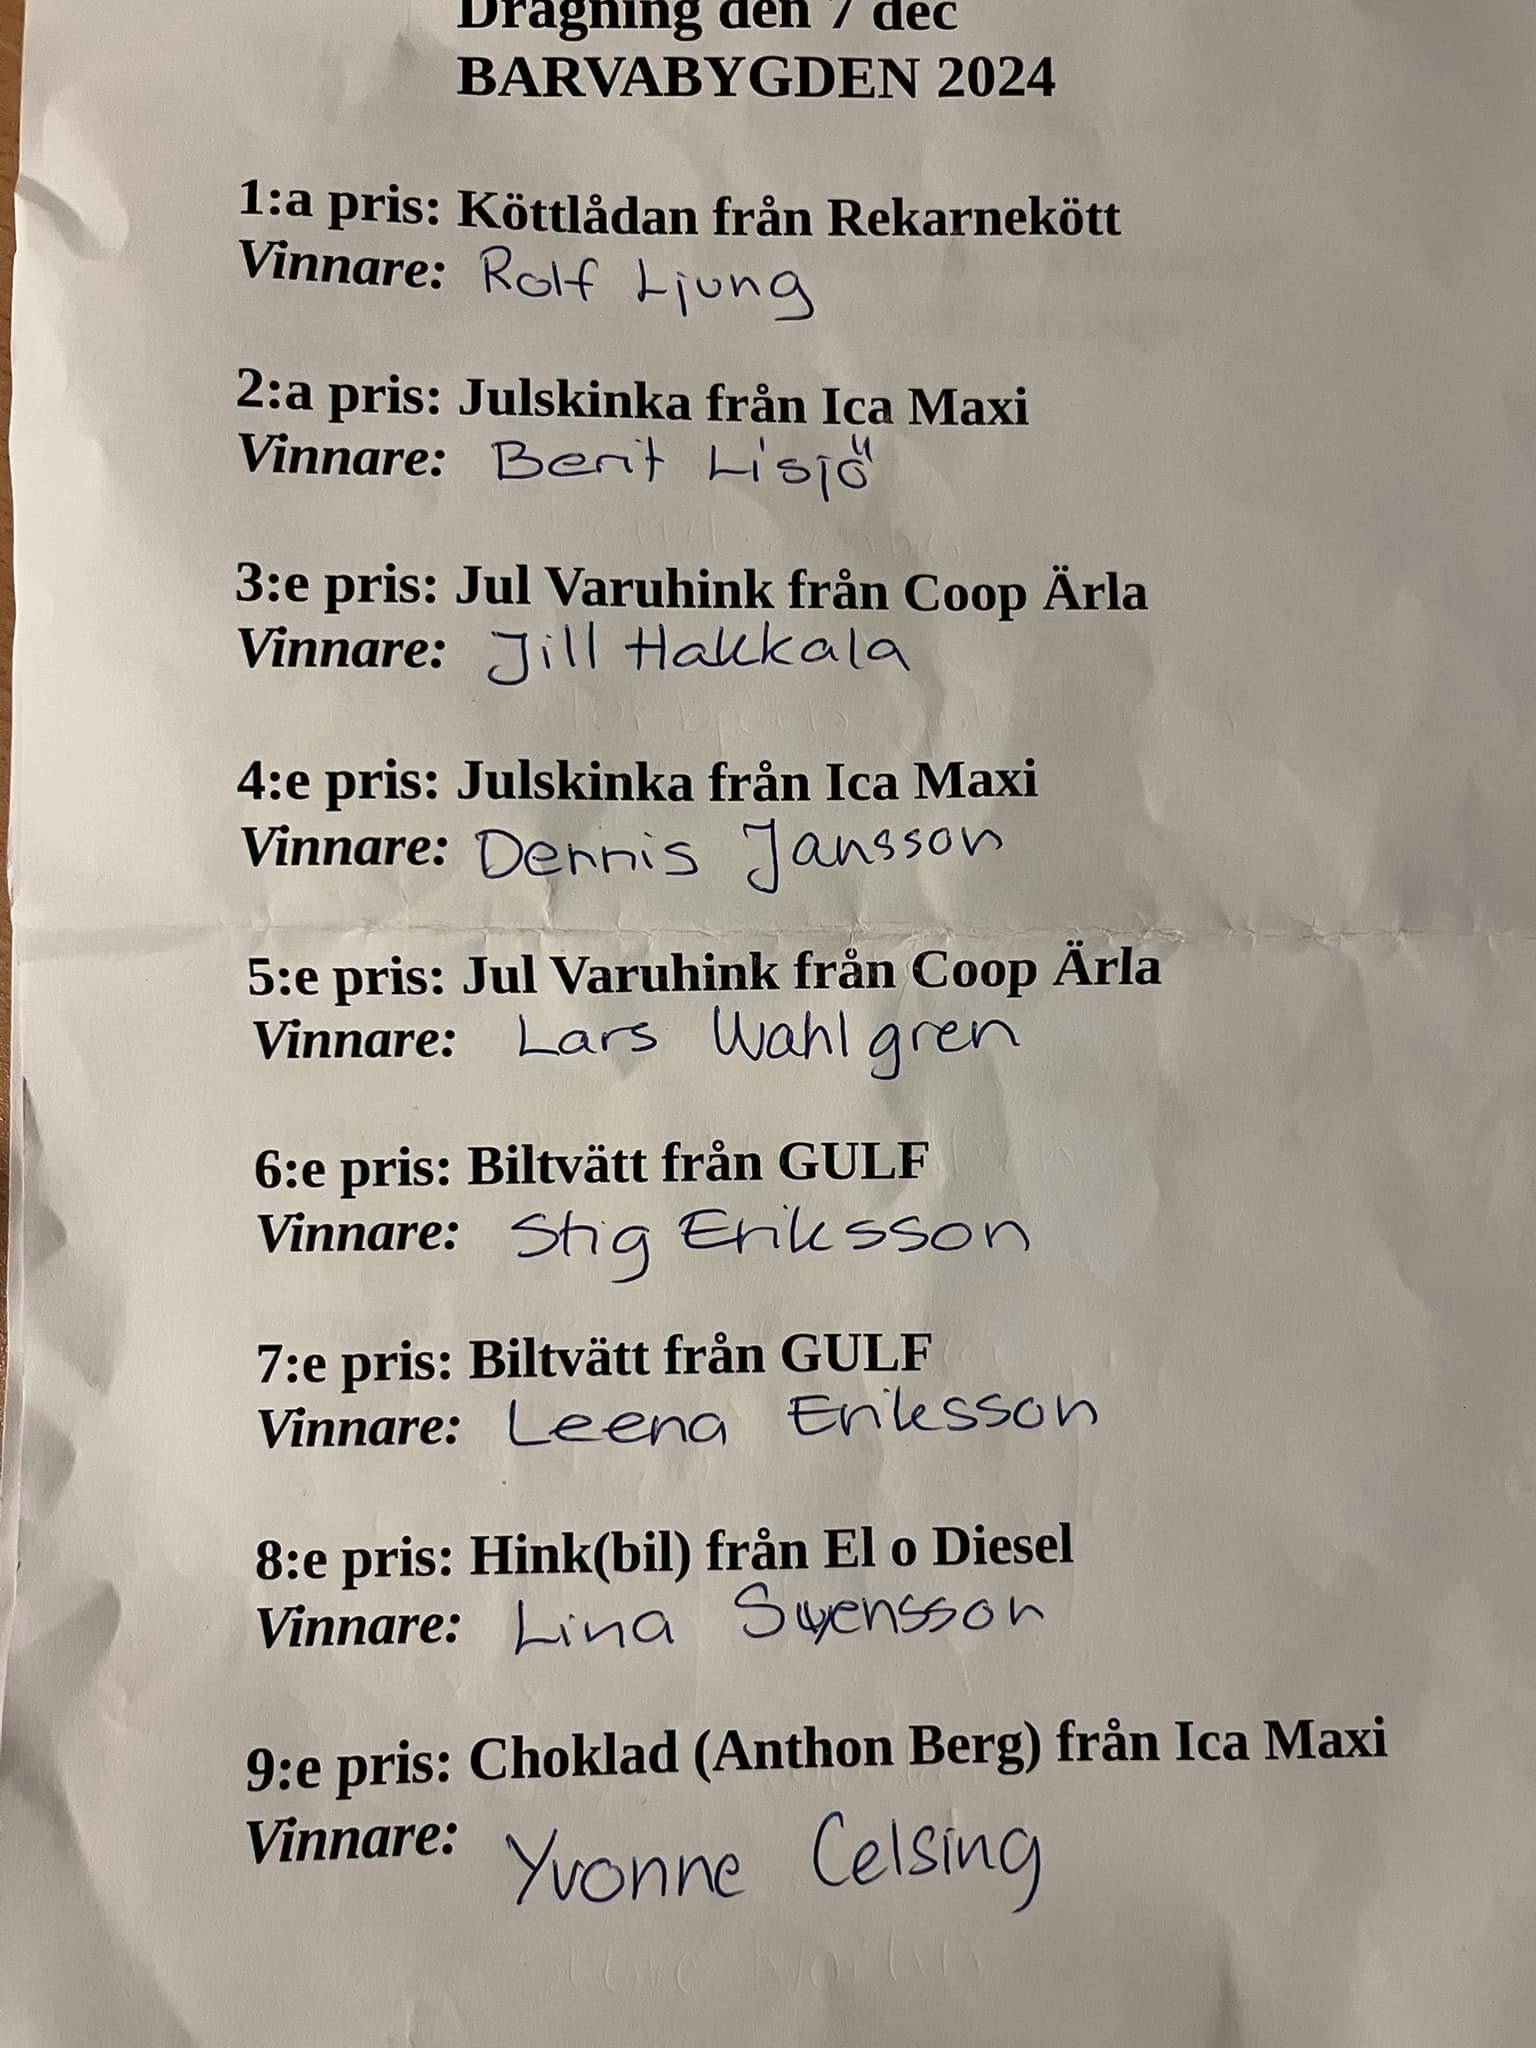 Dragning den 7 dec
BARVABYGDEN 2024
1:a pris: Köttlådan från Rekarnekött
Vinnare: Rolf Ljung
2:a pris: Julskinka från Ica Maxi
Vinnare: Berit Lisjö
3:e pris: Jul Varuhink från Coop Ärla
Vinnare: Jill Hakkala
4:e pris: Julskinka från Ica Maxi
Vinnare: Dennis Jansson
5:e pris: Jul Varuhink från Coop Ärla
Vinnare: Lars Wahlgren
6:e pris: Biltvätt från GULF
Vinnare: Stig Eriksson
7:e pris: Biltvätt från GULF
Vinnare: Leena Eriksson
8:e pris: Hink(bil) från El o Diesel
Vinnare: Lina Svensson
9:e pris: Choklad (Anthon Berg) från Ica Maxi
Vinnare: Yvonne Celsing